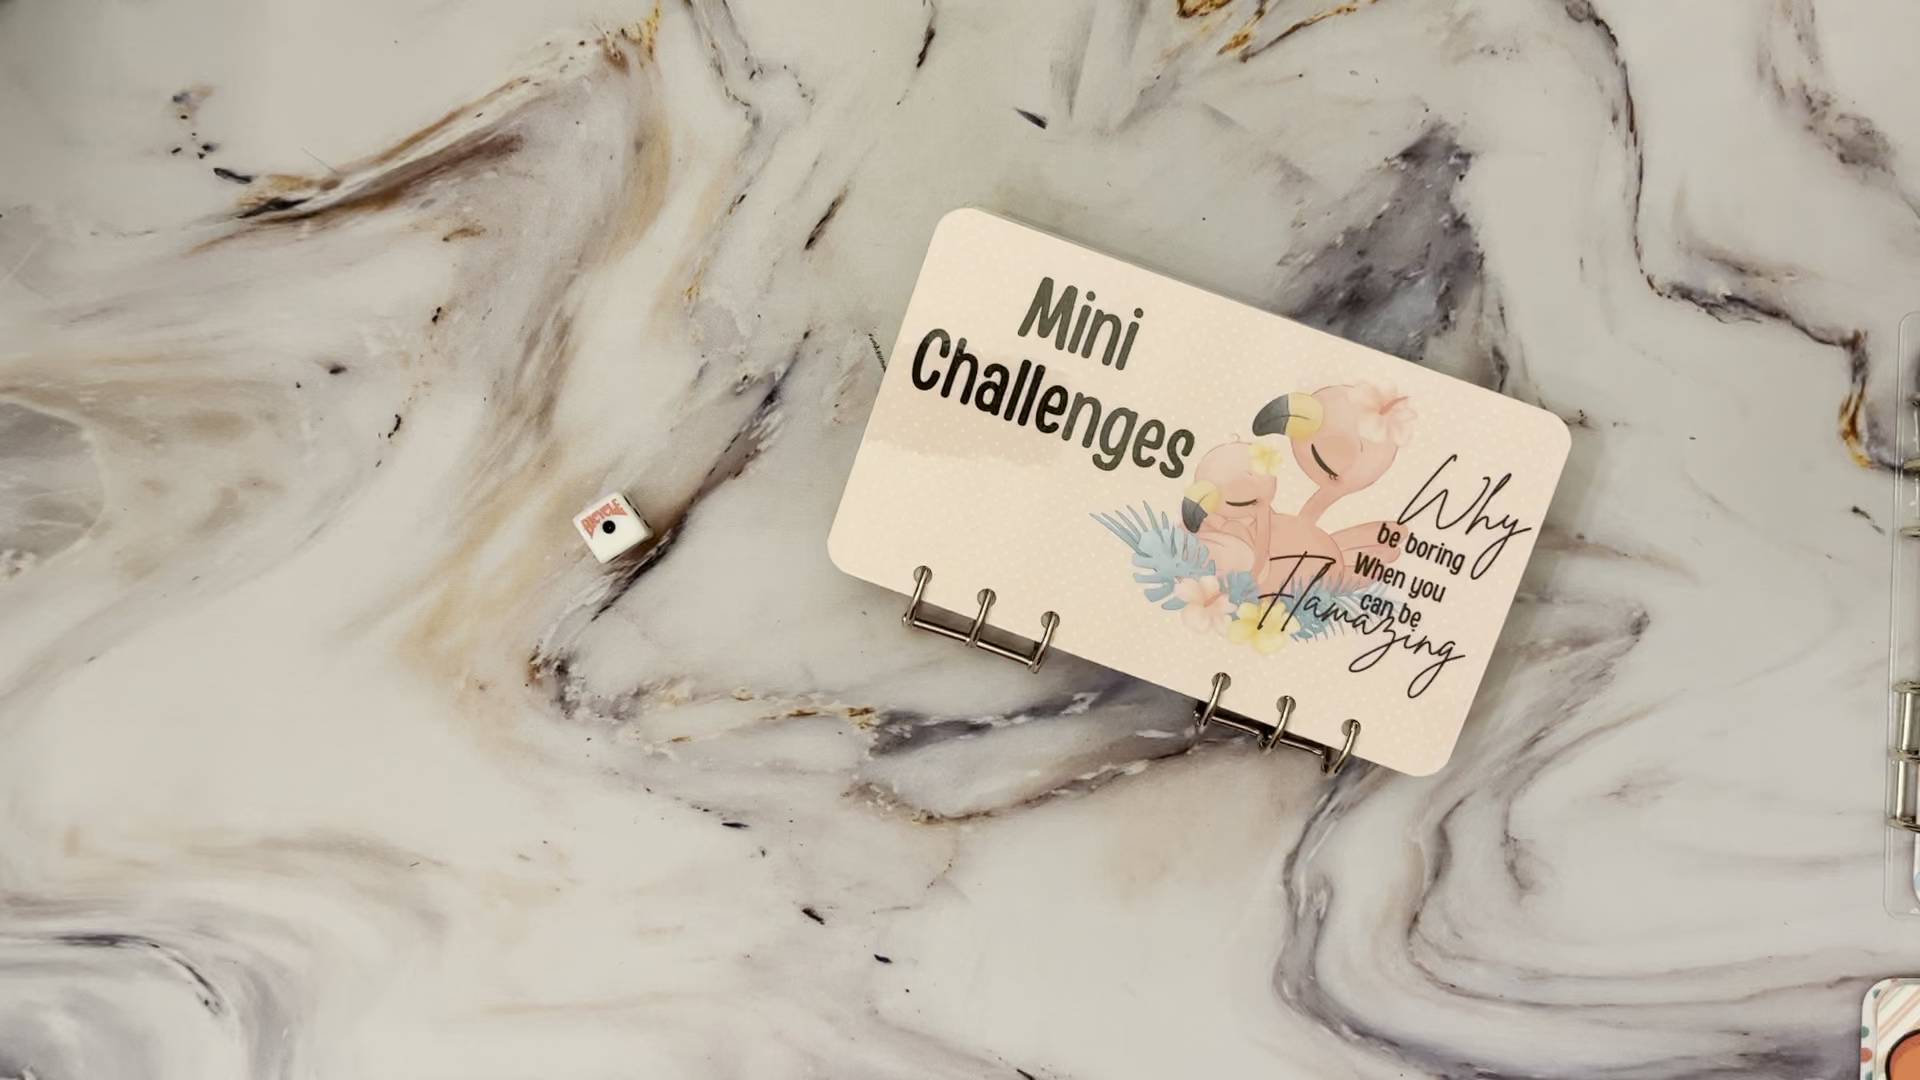 Mini
Challenges
Why
be boring
When you
can be
Flamazing
BICYCLE